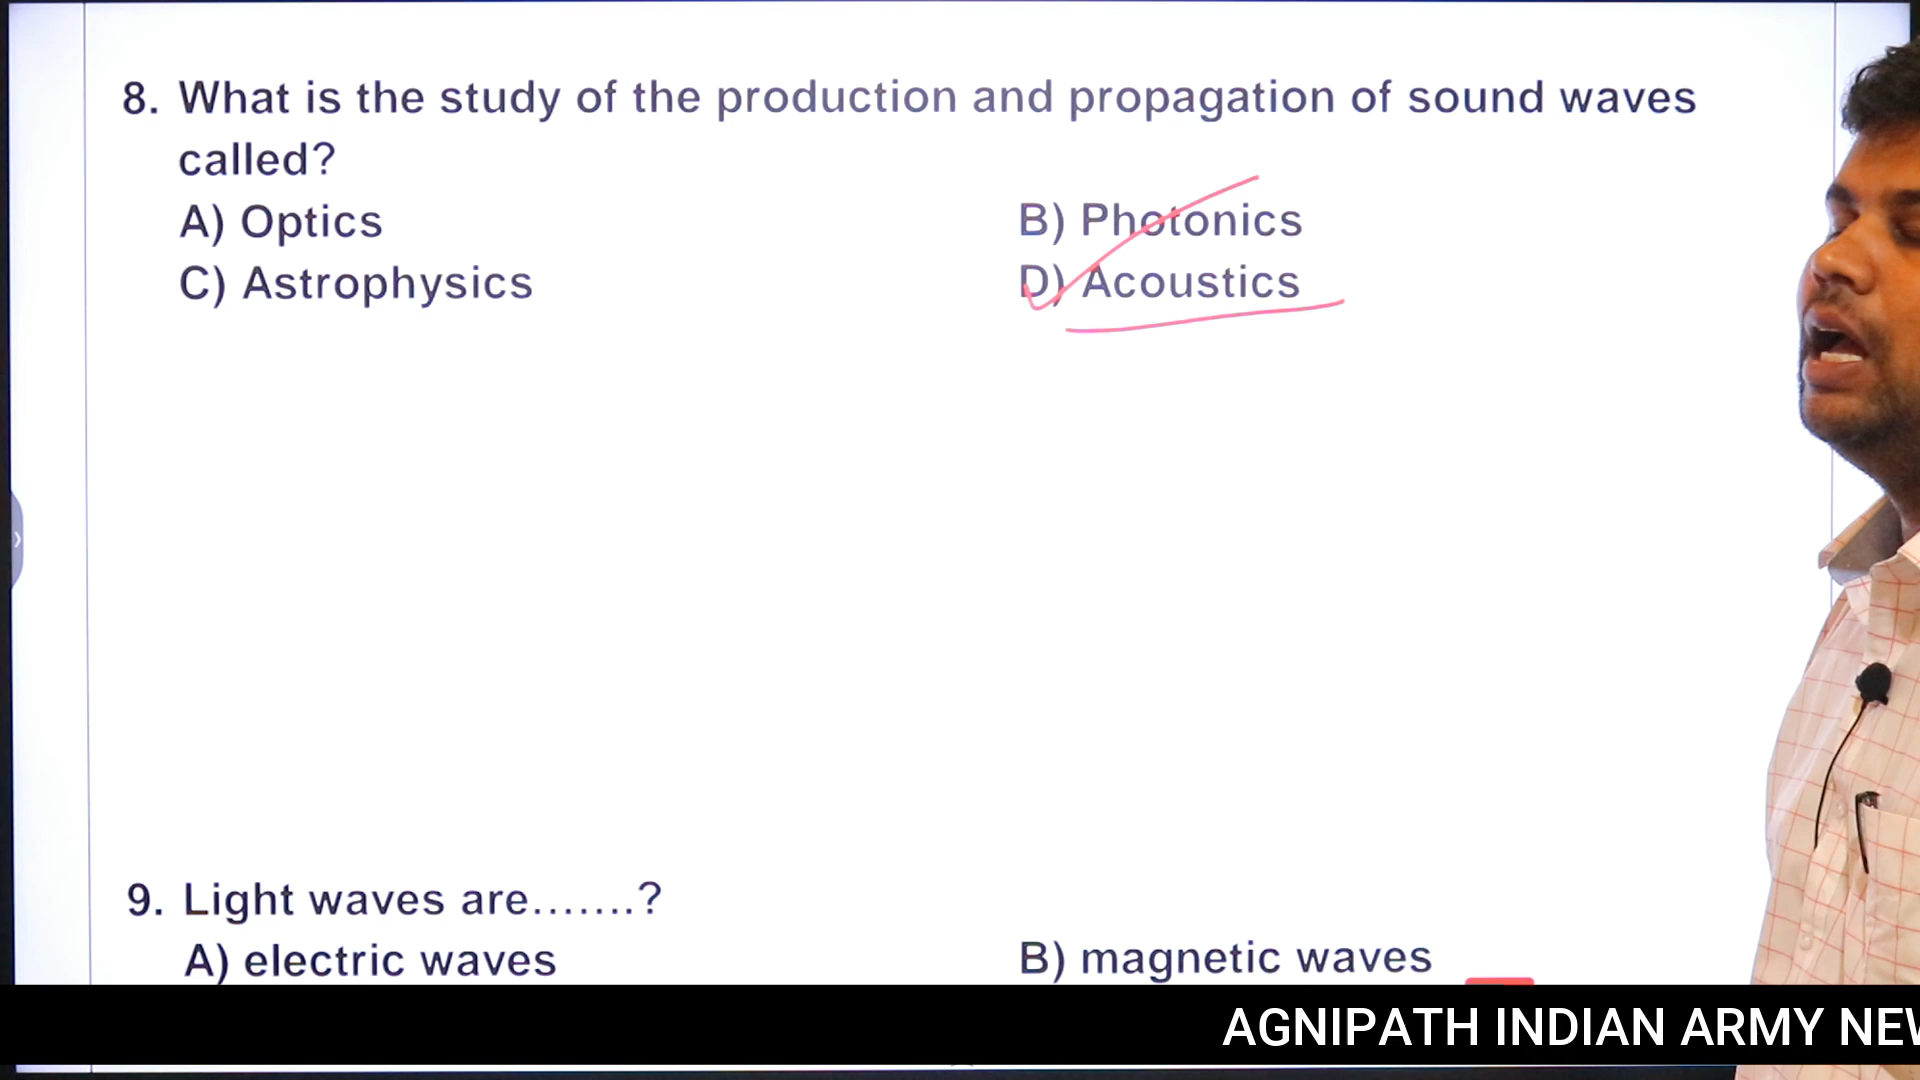 8. What is the study of the production and propagation of sound waves
called?
A) Optics
B) Photonics
C) Astrophysics
D) Acoustics
9. Light waves are.......?
A) electric waves
B) magnetic waves
AGNIPATH INDIAN ARMY NEW